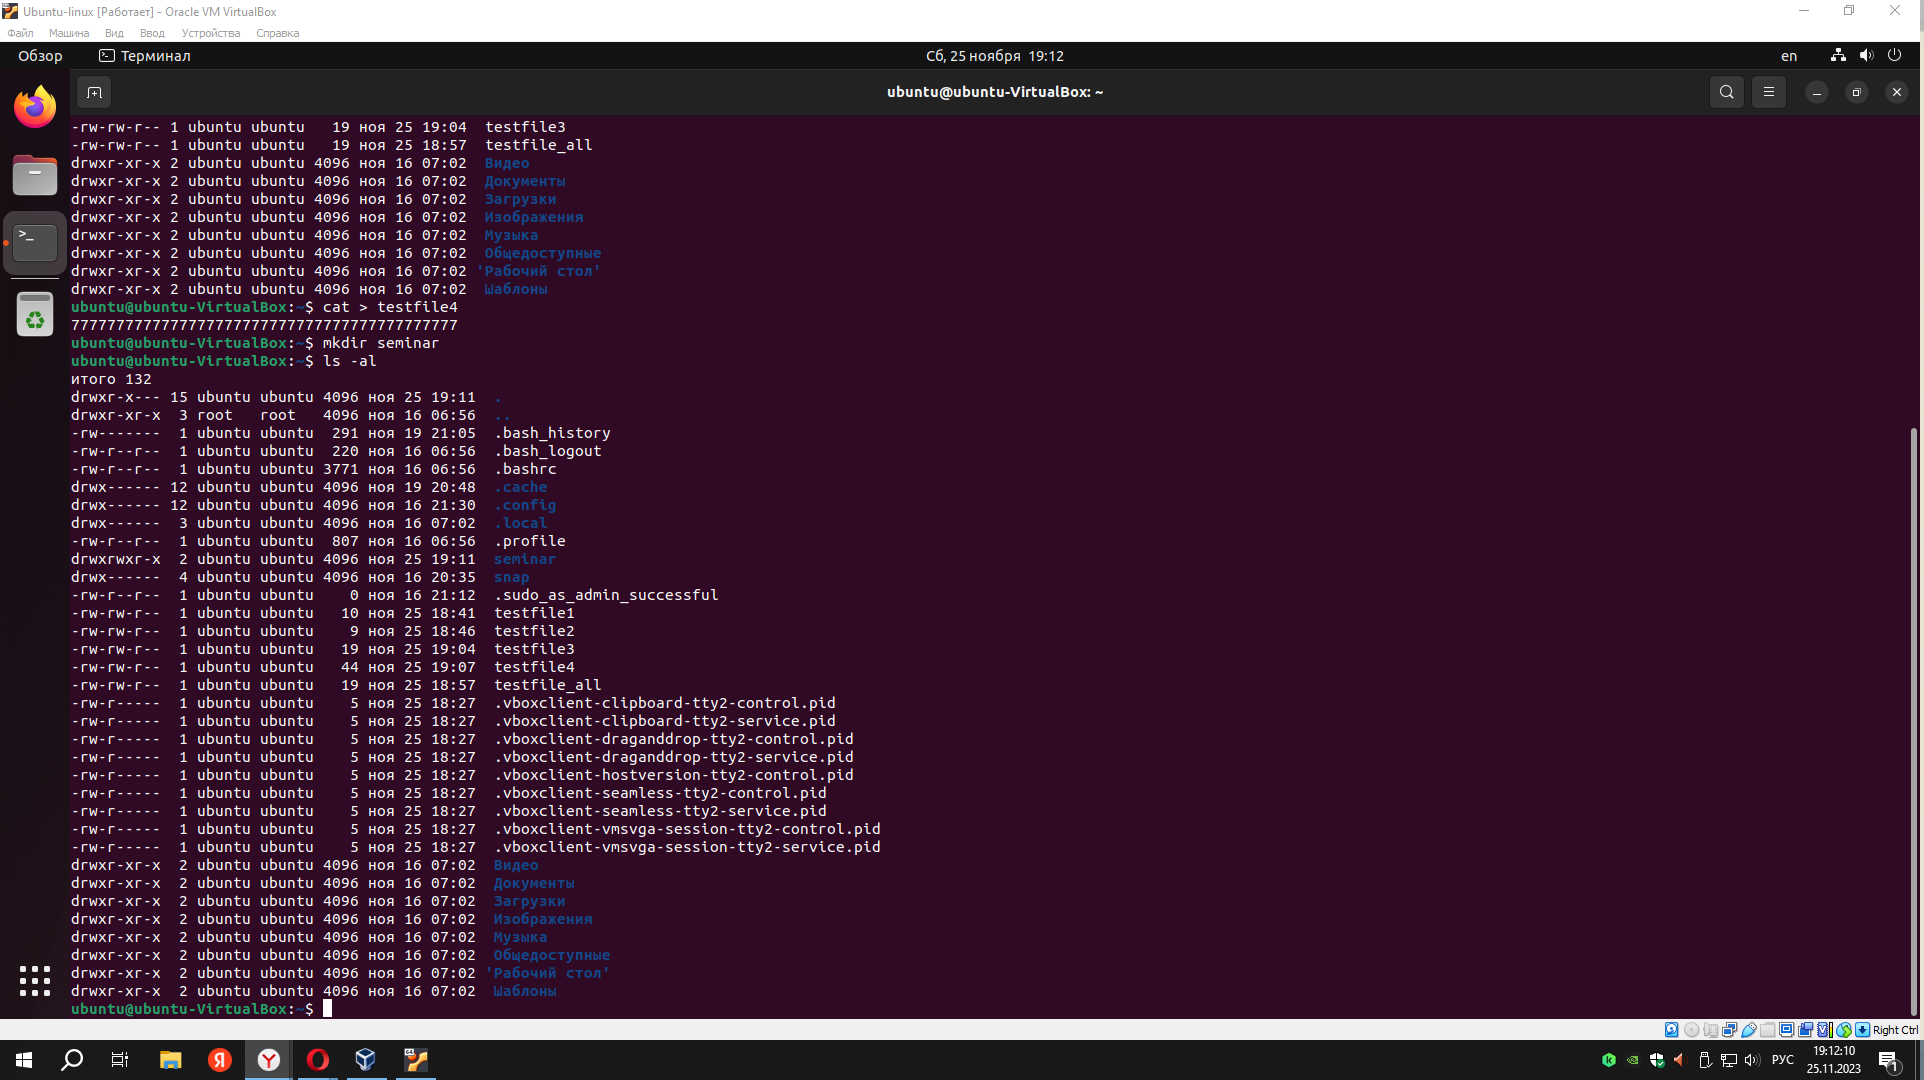 Ubuntu-linux [Работает] - Oracle VM VirtualBox
Файл Машина Вид Ввод Устройства Справка
Обзор Терминал Сб, 25 ноября 19:12 en
ubuntu@ubuntu-VirtualBox: ~
-rw-rw-r-- 1 ubuntu ubuntu   19 ноя 25 19:04  testfile3
-rw-rw-r-- 1 ubuntu ubuntu   19 ноя 25 18:57  testfile_all
drwxr-xr-x 2 ubuntu ubuntu 4096 ноя 16 07:02  Видео
drwxr-xr-x 2 ubuntu ubuntu 4096 ноя 16 07:02  Документы
drwxr-xr-x 2 ubuntu ubuntu 4096 ноя 16 07:02  Загрузки
drwxr-xr-x 2 ubuntu ubuntu 4096 ноя 16 07:02  Изображения
drwxr-xr-x 2 ubuntu ubuntu 4096 ноя 16 07:02  Музыка
drwxr-xr-x 2 ubuntu ubuntu 4096 ноя 16 07:02  Общедоступные
drwxr-xr-x 2 ubuntu ubuntu 4096 ноя 16 07:02 'Рабочий стол'
drwxr-xr-x 2 ubuntu ubuntu 4096 ноя 16 07:02  Шаблоны
ubuntu@ubuntu-VirtualBox:~$ cat > testfile4
7777777777777777777777777777777777777777777
ubuntu@ubuntu-VirtualBox:~$ mkdir seminar
ubuntu@ubuntu-VirtualBox:~$ ls -al
итого 132
drwxr-x--- 15 ubuntu ubuntu 4096 ноя 25 19:11  .
drwxr-xr-x  3 root   root   4096 ноя 16 06:56  ..
-rw-------  1 ubuntu ubuntu  291 ноя 19 21:05  .bash_history
-rw-r--r--  1 ubuntu ubuntu  220 ноя 16 06:56  .bash_logout
-rw-r--r--  1 ubuntu ubuntu 3771 ноя 16 06:56  .bashrc
drwx------ 12 ubuntu ubuntu 4096 ноя 19 20:48  .cache
drwx------ 12 ubuntu ubuntu 4096 ноя 16 21:30  .config
drwx------  3 ubuntu ubuntu 4096 ноя 16 07:02  .local
-rw-r--r--  1 ubuntu ubuntu  807 ноя 16 06:56  .profile
drwxrwxr-x  2 ubuntu ubuntu 4096 ноя 25 19:11  seminar
drwx------  4 ubuntu ubuntu 4096 ноя 16 20:35  snap
-rw-r--r--  1 ubuntu ubuntu    0 ноя 16 21:12  .sudo_as_admin_successful
-rw-rw-r--  1 ubuntu ubuntu   10 ноя 25 18:41  testfile1
-rw-rw-r--  1 ubuntu ubuntu    9 ноя 25 18:46  testfile2
-rw-rw-r--  1 ubuntu ubuntu   19 ноя 25 19:04  testfile3
-rw-rw-r--  1 ubuntu ubuntu   44 ноя 25 19:07  testfile4
-rw-rw-r--  1 ubuntu ubuntu   19 ноя 25 18:57  testfile_all
-rw-r-----  1 ubuntu ubuntu    5 ноя 25 18:27  .vboxclient-clipboard-tty2-control.pid
-rw-r-----  1 ubuntu ubuntu    5 ноя 25 18:27  .vboxclient-clipboard-tty2-service.pid
-rw-r-----  1 ubuntu ubuntu    5 ноя 25 18:27  .vboxclient-draganddrop-tty2-control.pid
-rw-r-----  1 ubuntu ubuntu    5 ноя 25 18:27  .vboxclient-draganddrop-tty2-service.pid
-rw-r-----  1 ubuntu ubuntu    5 ноя 25 18:27  .vboxclient-hostversion-tty2-control.pid
-rw-r-----  1 ubuntu ubuntu    5 ноя 25 18:27  .vboxclient-seamless-tty2-control.pid
-rw-r-----  1 ubuntu ubuntu    5 ноя 25 18:27  .vboxclient-seamless-tty2-service.pid
-rw-r-----  1 ubuntu ubuntu    5 ноя 25 18:27  .vboxclient-vmsvga-session-tty2-control.pid
-rw-r-----  1 ubuntu ubuntu    5 ноя 25 18:27  .vboxclient-vmsvga-session-tty2-service.pid
drwxr-xr-x  2 ubuntu ubuntu 4096 ноя 16 07:02  Видео
drwxr-xr-x  2 ubuntu ubuntu 4096 ноя 16 07:02  Документы
drwxr-xr-x  2 ubuntu ubuntu 4096 ноя 16 07:02  Загрузки
drwxr-xr-x  2 ubuntu ubuntu 4096 ноя 16 07:02  Изображения
drwxr-xr-x  2 ubuntu ubuntu 4096 ноя 16 07:02  Музыка
drwxr-xr-x  2 ubuntu ubuntu 4096 ноя 16 07:02  Общедоступные
drwxr-xr-x  2 ubuntu ubuntu 4096 ноя 16 07:02 'Рабочий стол'
drwxr-xr-x  2 ubuntu ubuntu 4096 ноя 16 07:02  Шаблоны
ubuntu@ubuntu-VirtualBox:~$
Right Ctrl
РУС 19:12:10
25.11.2023